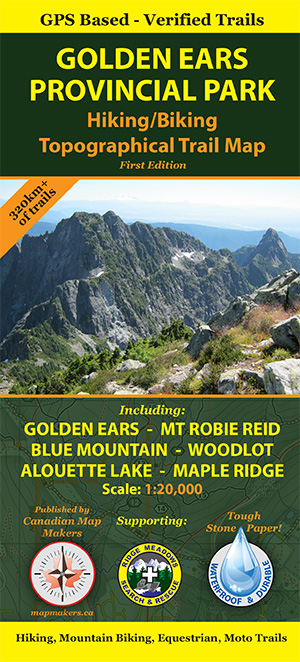 GPS Based - Verified Trails
GOLDEN EARS
PROVINCIAL PARK
Hiking/Biking
Topographical Trail Map
First Edition
320km+
of trails
Including:
GOLDEN EARS - MT ROBIE REID
BLUE MOUNTAIN - WOODLOT
ALOUETTE LAKE - MAPLE RIDGE
Scale: 1:20,000
Published by
Canadian Map
Makers
mapmakers.ca
Supporting:
RIDGE MEADOWS
SEARCH & RESCUE
Tough
Stone Paper!
WATERPROOF & DURABLE
Hiking, Mountain Biking, Equestrian, Moto Trails